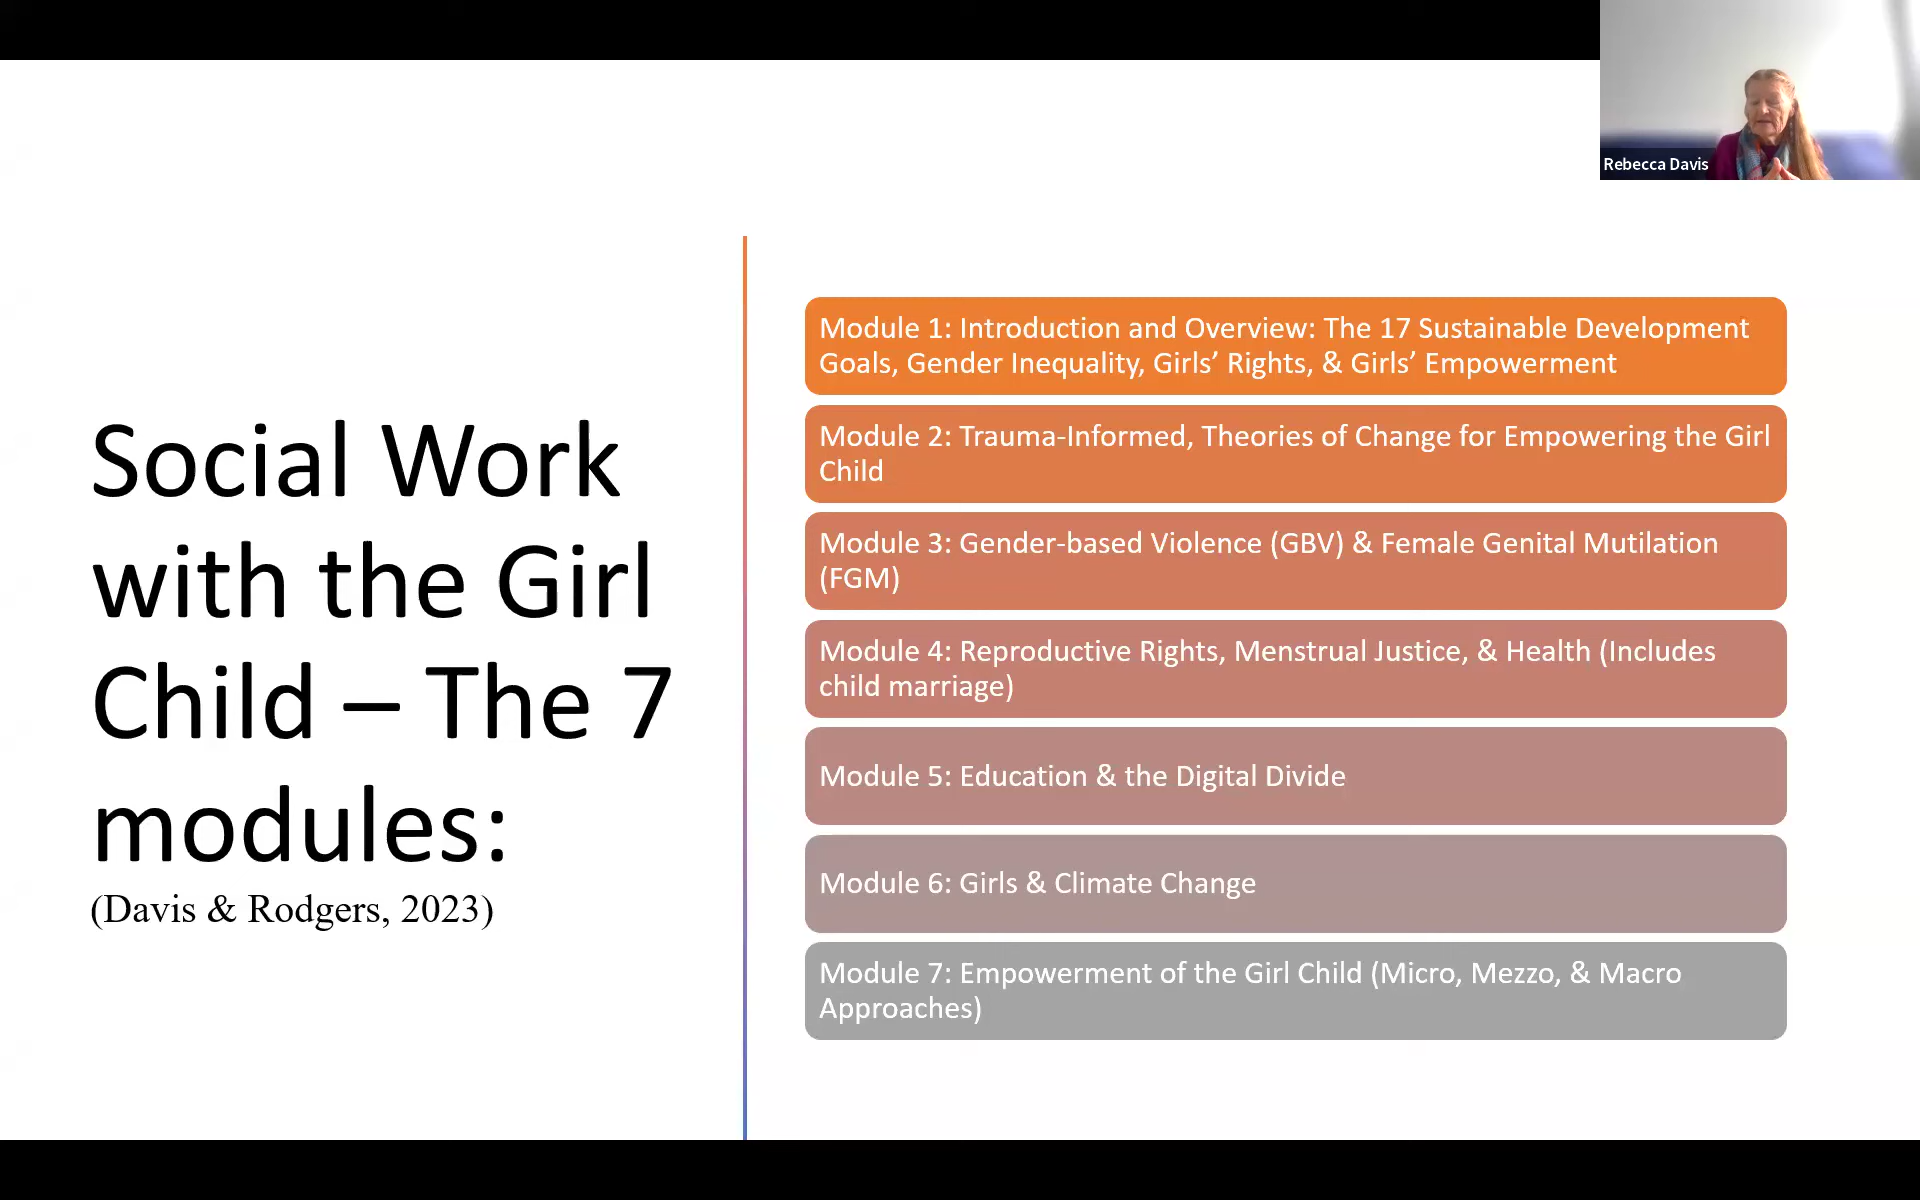 Rebecca Davis
Social Work
with the Girl
Child – The 7
modules:
(Davis & Rodgers, 2023)
Module 1: Introduction and Overview: The 17 Sustainable Development
Goals, Gender Inequality, Girls’ Rights, & Girls’ Empowerment
Module 2: Trauma-Informed, Theories of Change for Empowering the Girl
Child
Module 3: Gender-based Violence (GBV) & Female Genital Mutilation
(FGM)
Module 4: Reproductive Rights, Menstrual Justice, & Health (Includes
child marriage)
Module 5: Education & the Digital Divide
Module 6: Girls & Climate Change
Module 7: Empowerment of the Girl Child (Micro, Mezzo, & Macro
Approaches)